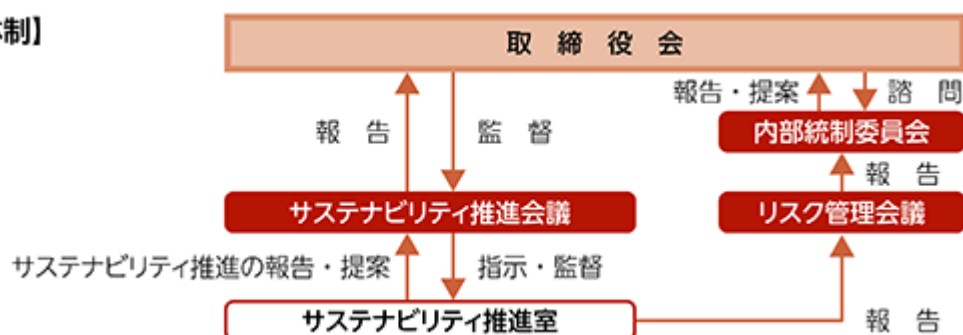 制】
取締役会
報告・提案
諮問
報告
監督
内部統制委員会
報告
サステナビリティ推進会議
リスク管理会議
サステナビリティ推進の報告・提案
指示・監督
サステナビリティ推進室
報告